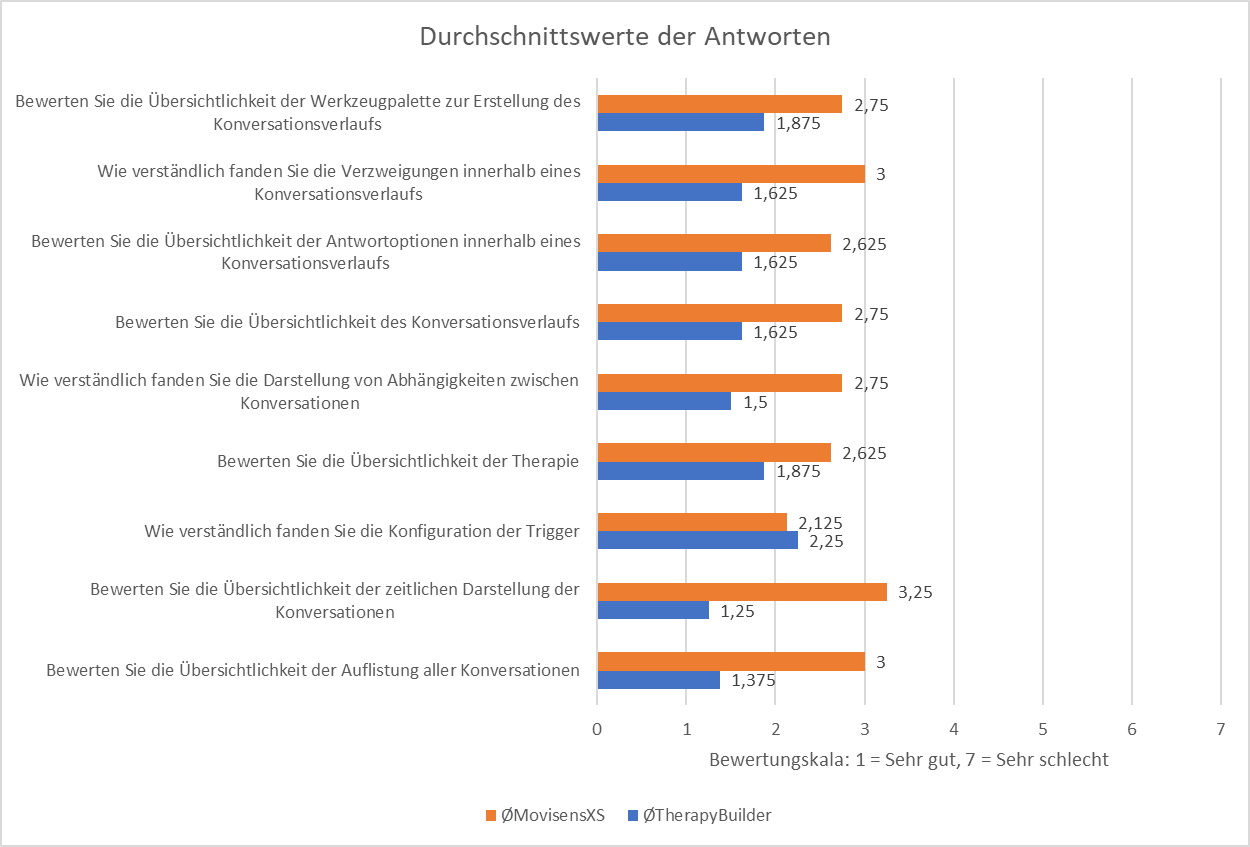 Durchschnittswerte der Antworten
Bewerten Sie die Übersichtlichkeit der Werkzeugpalette zur Erstellung des
Konversationsverlaufs
2,75
1,875
Wie verständlich fanden Sie die Verzweigungen innerhalb eines
Konversationsverlaufs
3
1,625
Bewerten Sie die Übersichtlichkeit der Antwortoptionen innerhalb eines
Konversationsverlaufs
2,625
1,625
Bewerten Sie die Übersichtlichkeit des Konversationsverlaufs
2,75
1,625
Wie verständlich fanden Sie die Darstellung von Abhängigkeiten zwischen
Konversationen
2,75
1,5
Bewerten Sie die Übersichtlichkeit der Therapie
2,625
1,875
Wie verständlich fanden Sie die Konfiguration der Trigger
2,125
2,25
Bewerten Sie die Übersichtlichkeit der zeitlichen Darstellung der
Konversationen
3,25
1,25
Bewerten Sie die Übersichtlichkeit der Auflistung aller Konversationen
3
1,375
0 1 2 3 4 5 6 7
Bewertungskala: 1 = Sehr gut, 7 = Sehr schlecht
ØMovisensXS ØTherapyBuilder